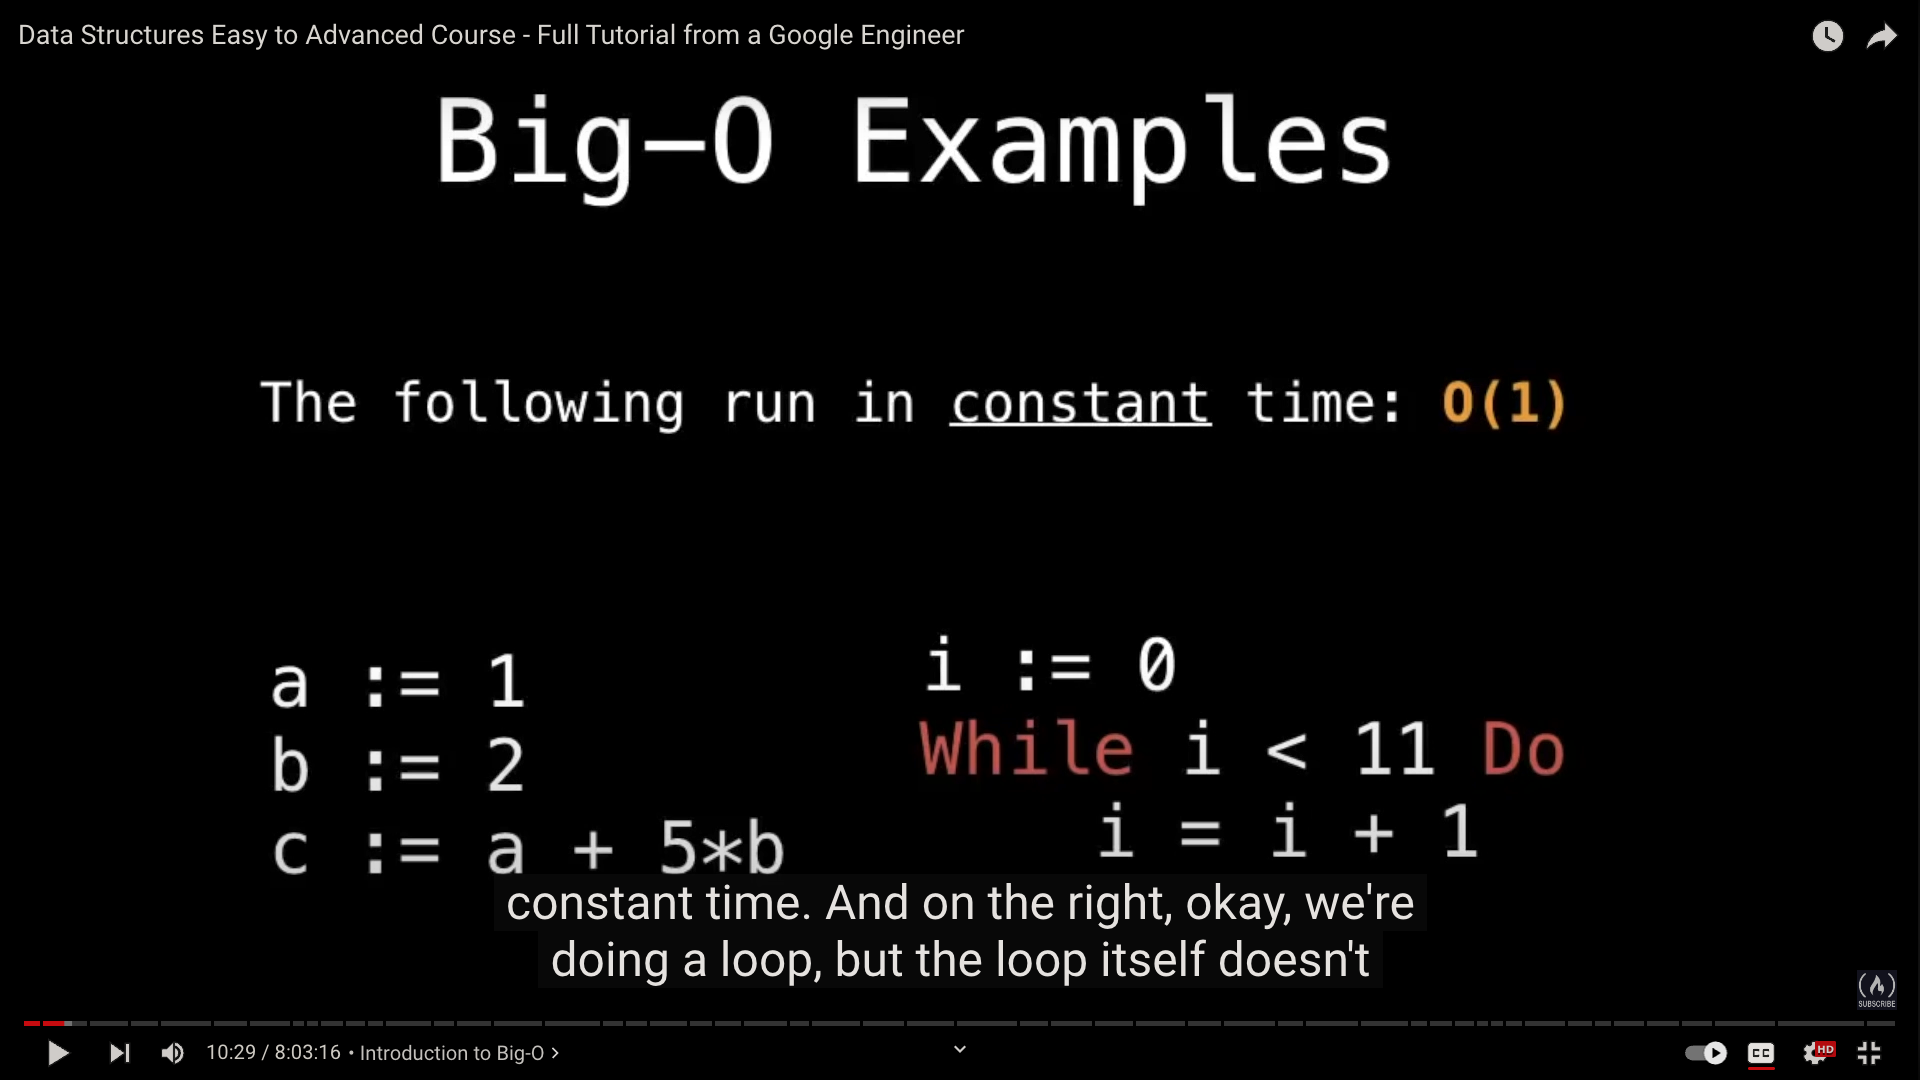 Data Structures Easy to Advanced Course - Full Tutorial from a Google Engineer
Big-O Examples
The following run in constant time: O(1)
a := 1
b := 2
c := a + 5*b
i := 0
While i < 11 Do
i = i + 1
constant time. And on the right, okay, we're
doing a loop, but the loop itself doesn't
SUBSCRIBE
10:29 / 8:03:16 • Introduction to Big-O >
CC
HD